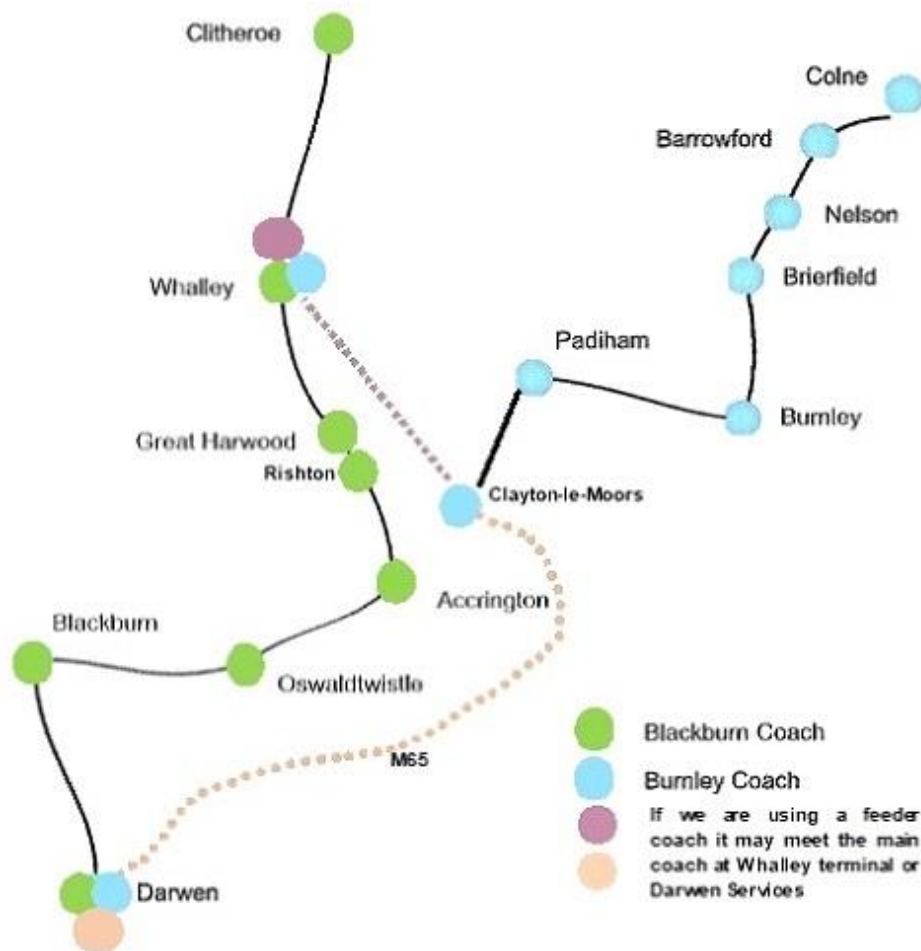 Clitheroe
Colne
Barrowford
Nelson
Whalley
Brierfield
Padiham
Burnley
Great Harwood
Rishton
Clayton-le-Moors
Accrington
Blackburn
Oswaldtwistle
M65
Darwen
Blackburn Coach
Burnley Coach
If we are using a feeder
coach it may meet the main
coach at Whalley terminal or
Darwen Services